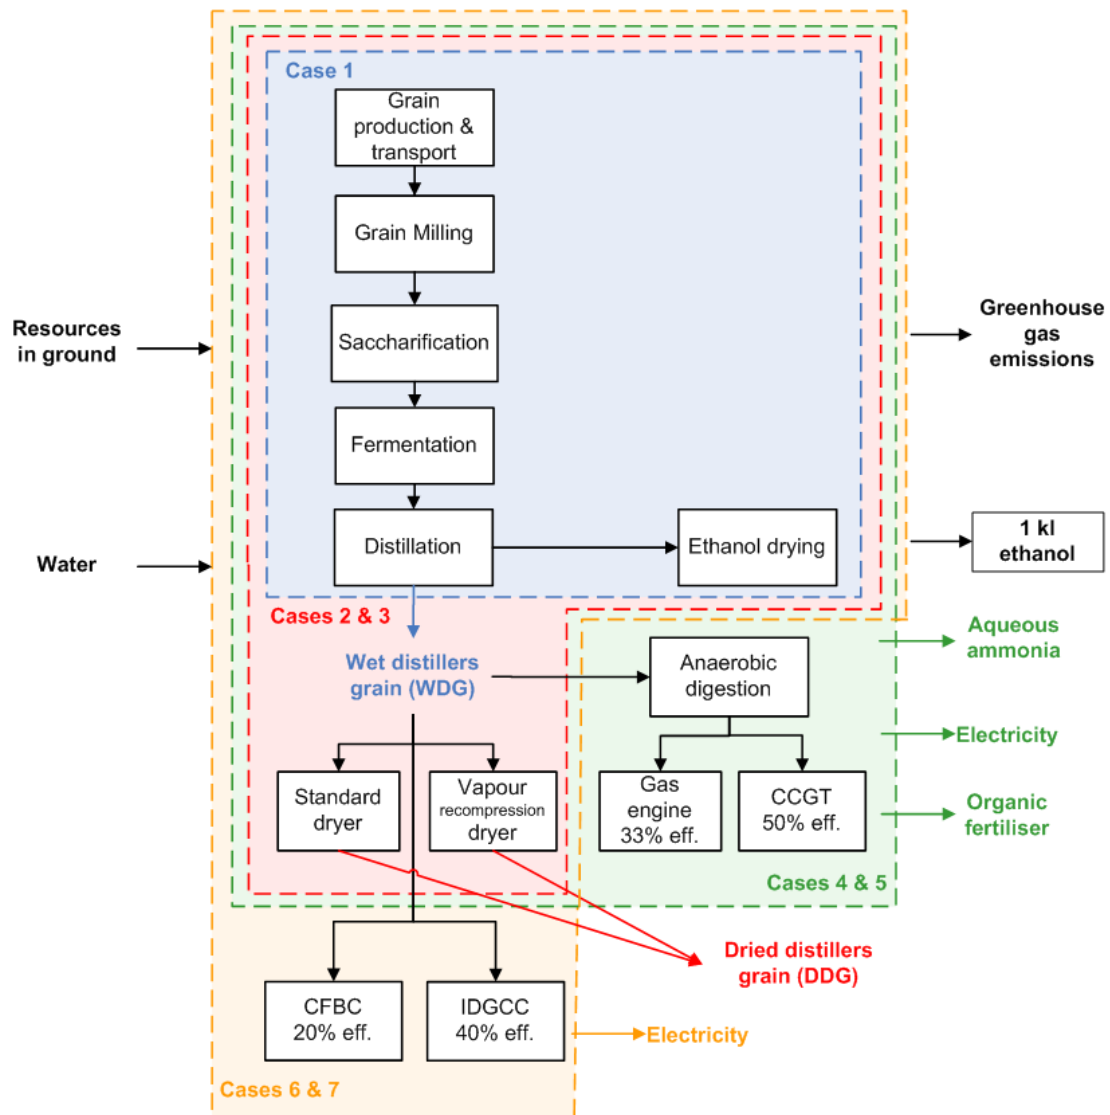 Case 1
Grain
production &
transport
Grain Milling
Saccharification
Fermentation
Distillation
Ethanol drying
Resources
in ground
Water
Greenhouse
gas
emissions
1 kl
ethanol
Cases 2 & 3
Wet distillers
grain (WDG)
Anaerobic
digestion
Aqueous
ammonia
Electricity
Organic
fertiliser
Standard
dryer
Vapour
recompression
dryer
Gas
engine
33% eff.
CCGT
50% eff.
Cases 4 & 5
Dried distillers
grain (DDG)
CFBC
20% eff.
IDGCC
40% eff.
Electricity
Cases 6 & 7